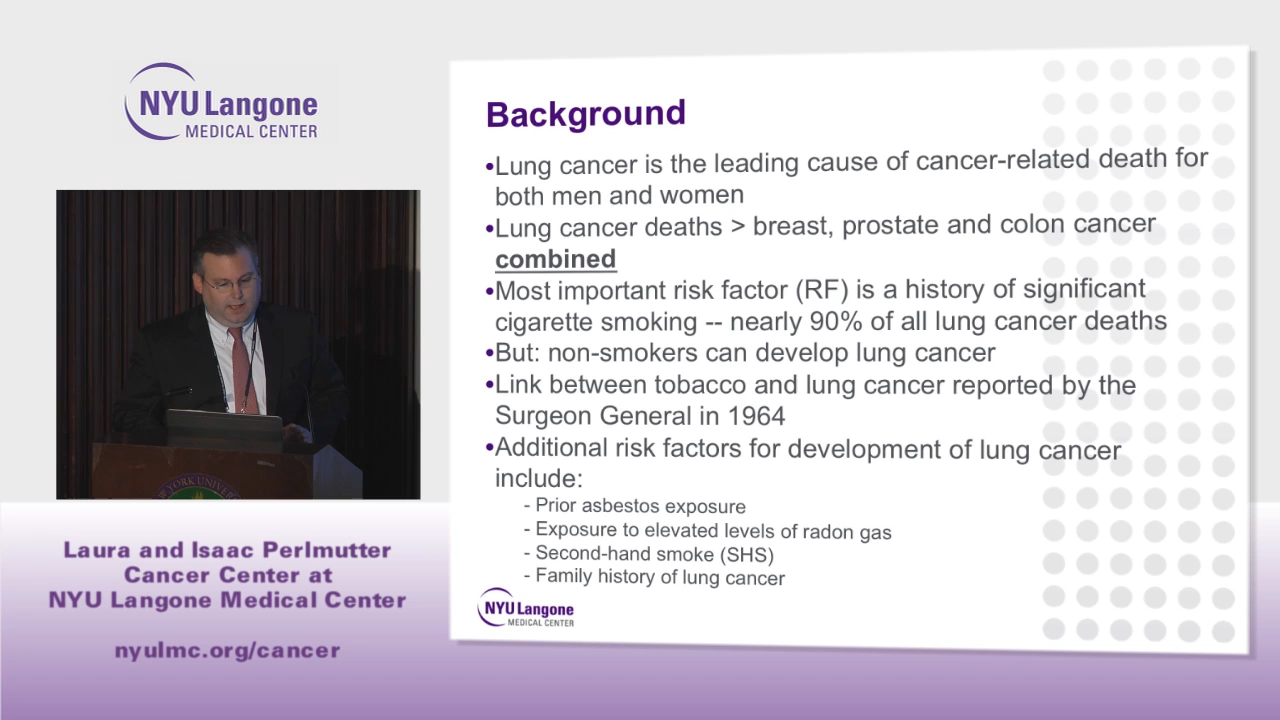 NYU Langone
MEDICAL CENTER
Laura and Isaac Perlmutter
Cancer Center at
NYU Langone Medical Center
nyulmc.org/cancer
Background
•Lung cancer is the leading cause of cancer-related death for
both men and women
•Lung cancer deaths > breast, prostate and colon cancer
combined
•Most important risk factor (RF) is a history of significant
cigarette smoking -- nearly 90% of all lung cancer deaths
•But: non-smokers can develop lung cancer
•Link between tobacco and lung cancer reported by the
Surgeon General in 1964
•Additional risk factors for development of lung cancer
include:
- Prior asbestos exposure
- Exposure to elevated levels of radon gas
- Second-hand smoke (SHS)
- Family history of lung cancer
NYU Langone
MEDICAL CENTER